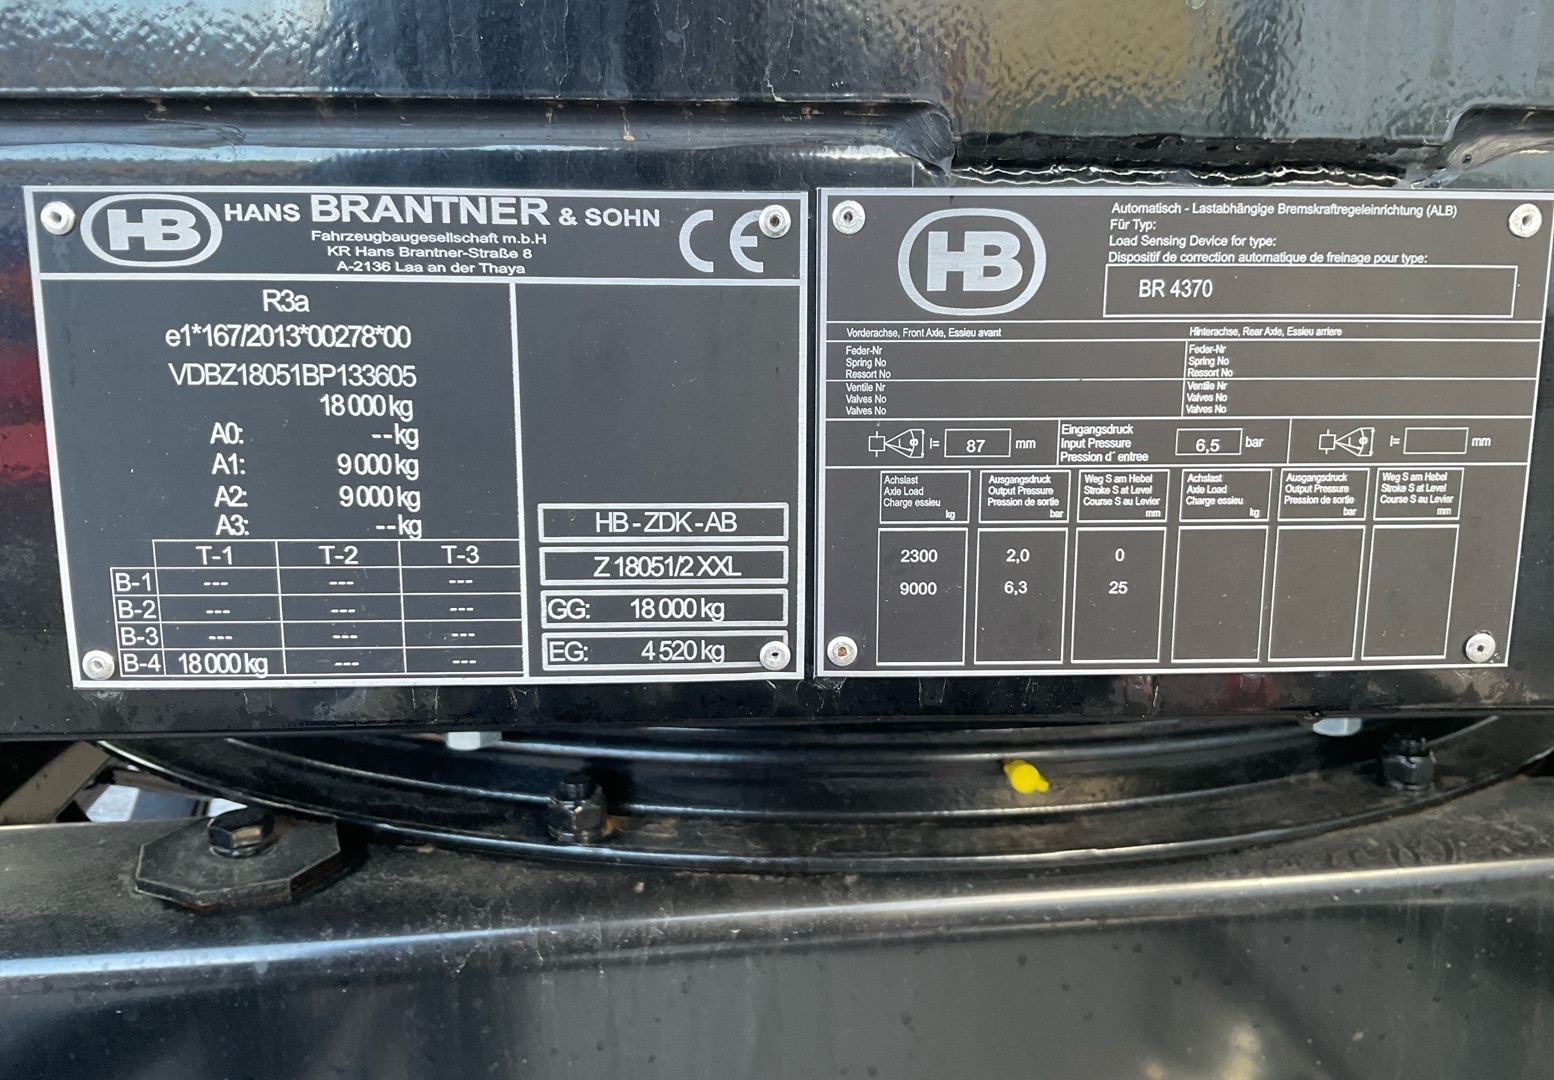 HB HANS BRANTNER & SOHN CE
Fahrzeugbaugesellschaft m.b.H
KR Hans Brantner-Straße 8
A-2136 Laa an der Thaya
R3a
e1*167/2013*00278*00
VDBZ18051BP133605
18 000 kg
A0: -- kg
A1: 9 000 kg
A2: 9 000 kg
A3: -- kg
T-1 T-2 T-3
B-1 --- --- ---
B-2 --- --- ---
B-3 --- --- ---
B-4 18 000 kg --- ---
HB - ZDK - AB
Z 18051/2 XXL
GG: 18 000 kg
EG: 4 520 kg
HB
Automatisch - Lastabhängige Bremskraftregeleinrichtung (ALB)
Für Typ:
Load Sensing Device for type:
Dispositif de correction automatique de freinage pour type:
BR 4370
Vorderachse, Front Axle, Essieu avant Hinterachse, Rear Axle, Essieu arriere
Feder-Nr Feder-Nr
Spring No Spring No
Ressort No Ressort No
Ventile Nr Ventile Nr
Valves No Valves No
Valves No Valves No
l= 87 mm
Eingangsdruck
Input Pressure
Pression d´ entree
6,5 bar
l= mm
Achslast Ausgangsdruck Weg S am Hebel Achslast Ausgangsdruck Weg S am Hebel
Axle Load Output Pressure Stroke S at Level Axle Load Output Pressure Stroke S at Level
Charge essieu Pression de sortie Course S au Levier Charge essieu Pression de sortie Course S au Levier
kg bar mm kg bar mm
2300 2,0 0
9000 6,3 25